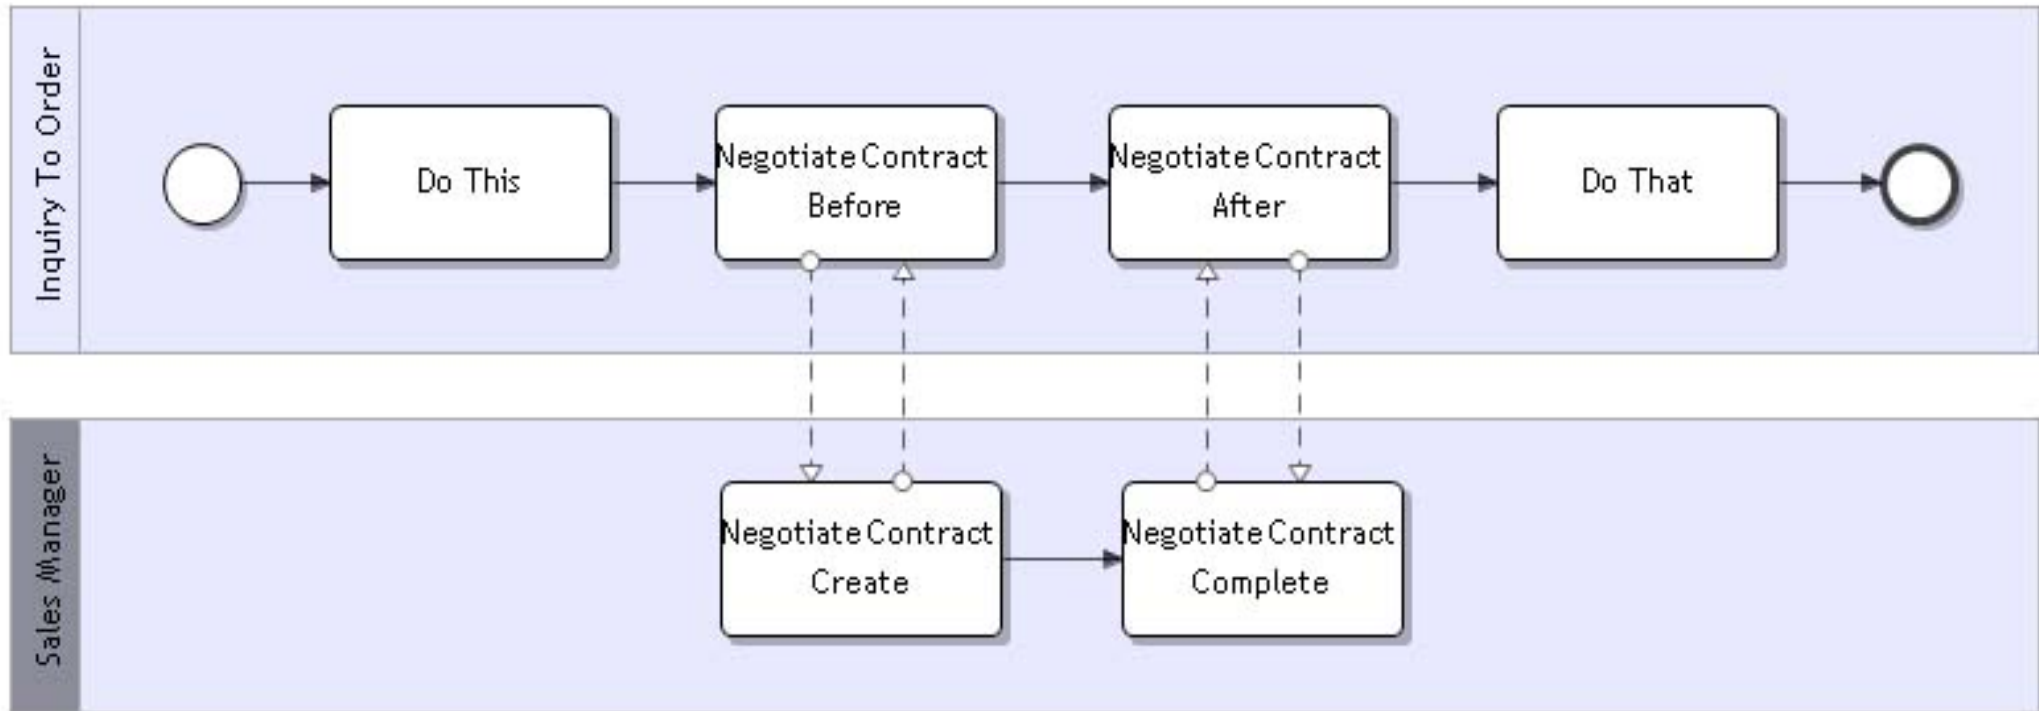 Inquiry To Order
Do This
Negotiate Contract
Before
Negotiate Contract
After
Do That
Sales Manager
Negotiate Contract
Create
Negotiate Contract
Complete